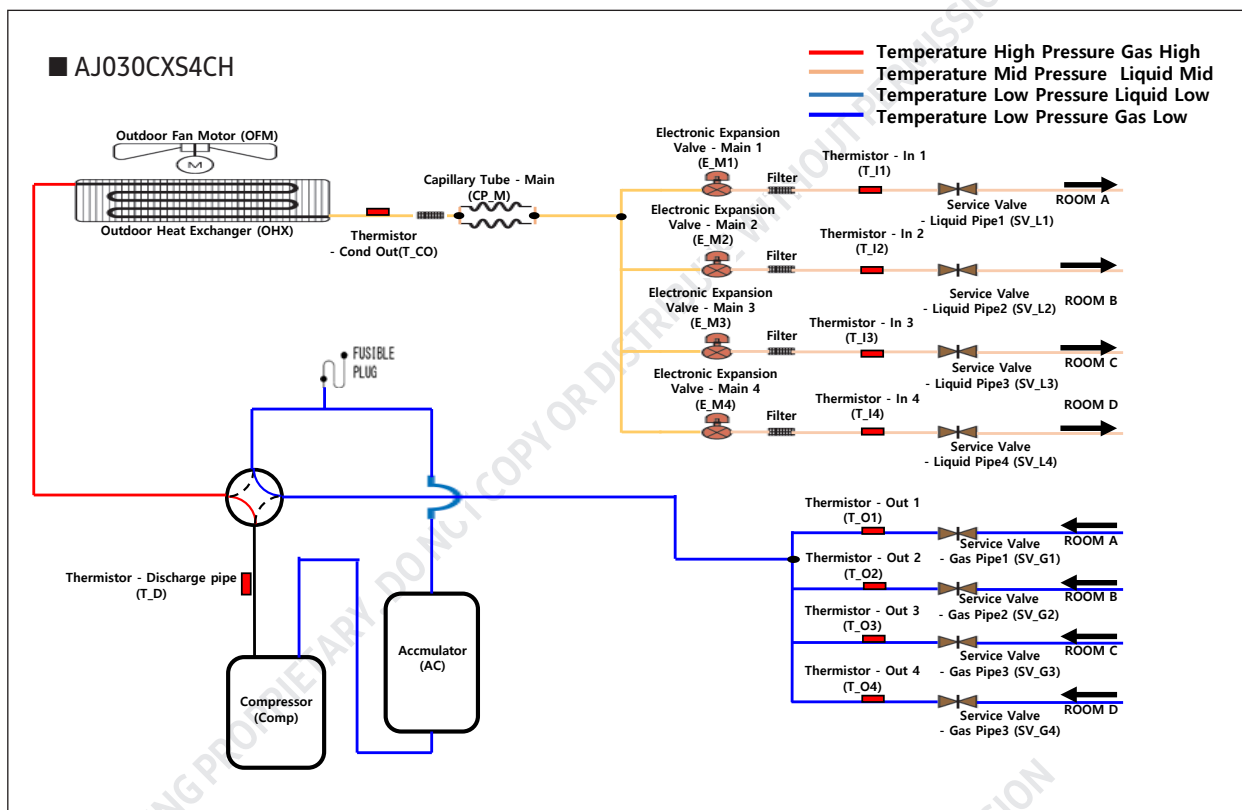 ■ AJ030CXS4CH
Temperature High Pressure Gas High
Temperature Mid Pressure Liquid Mid
Temperature Low Pressure Liquid Low
Temperature Low Pressure Gas Low
Outdoor Fan Motor (OFM)
M
Outdoor Heat Exchanger (OHX)
Thermistor
- Cond Out(T_CO)
Capillary Tube - Main
(CP_M)
Electronic Expansion
Valve - Main 1
(E_M1)
Filter
Thermistor - In 1
(T_I1)
Service Valve
- Liquid Pipe1 (SV_L1)
ROOM A
Electronic Expansion
Valve - Main 2
(E_M2)
Filter
Thermistor - In 2
(T_I2)
Service Valve
- Liquid Pipe2 (SV_L2)
ROOM B
Electronic Expansion
Valve - Main 3
(E_M3)
Filter
Thermistor - In 3
(T_I3)
Service Valve
- Liquid Pipe3 (SV_L3)
ROOM C
Electronic Expansion
Valve - Main 4
(E_M4)
Filter
Thermistor - In 4
(T_I4)
Service Valve
- Liquid Pipe4 (SV_L4)
ROOM D
FUSIBLE
PLUG
Thermistor - Discharge pipe
(T_D)
Compressor
(Comp)
Accmulator
(AC)
Thermistor - Out 1
(T_O1)
Service Valve
- Gas Pipe1 (SV_G1)
ROOM A
Thermistor - Out 2
(T_O2)
Service Valve
- Gas Pipe2 (SV_G2)
ROOM B
Thermistor - Out 3
(T_O3)
Service Valve
- Gas Pipe3 (SV_G3)
ROOM C
Thermistor - Out 4
(T_O4)
Service Valve
- Gas Pipe3 (SV_G4)
ROOM D
PROPRIETARY. DO NOT COPY OR DISTRIBUTE WITHOUT PERMISSION